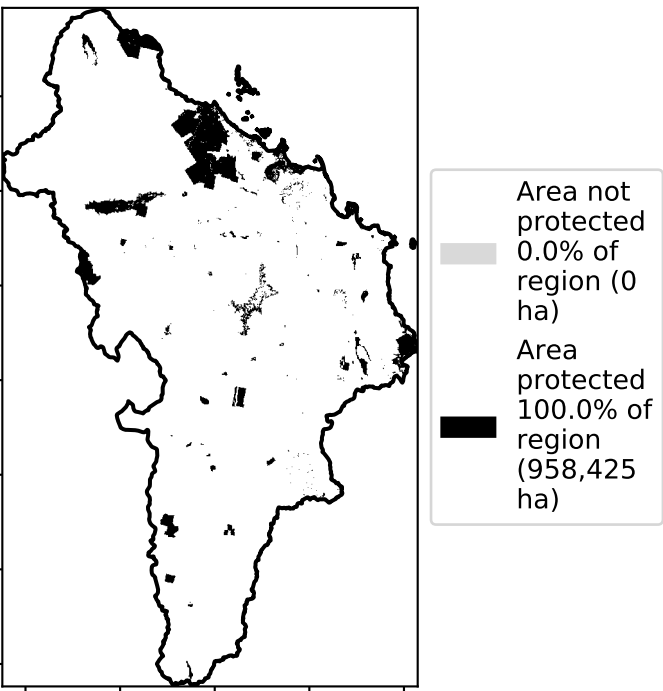 Area not
protected
0.0% of
region (0
ha)
Area
protected
100.0% of
region
(958,425
ha)